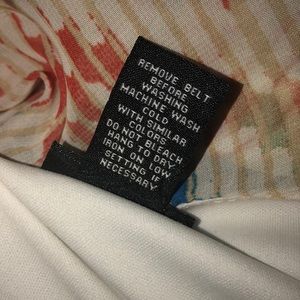 REMOVE BELT
BEFORE
WASHING
MACHINE WASH
COLD
WITH SIMILAR
COLORS
DO NOT BLEACH
HANG TO DRY
IRON ON LOW
SETTING IF
NECESSARY